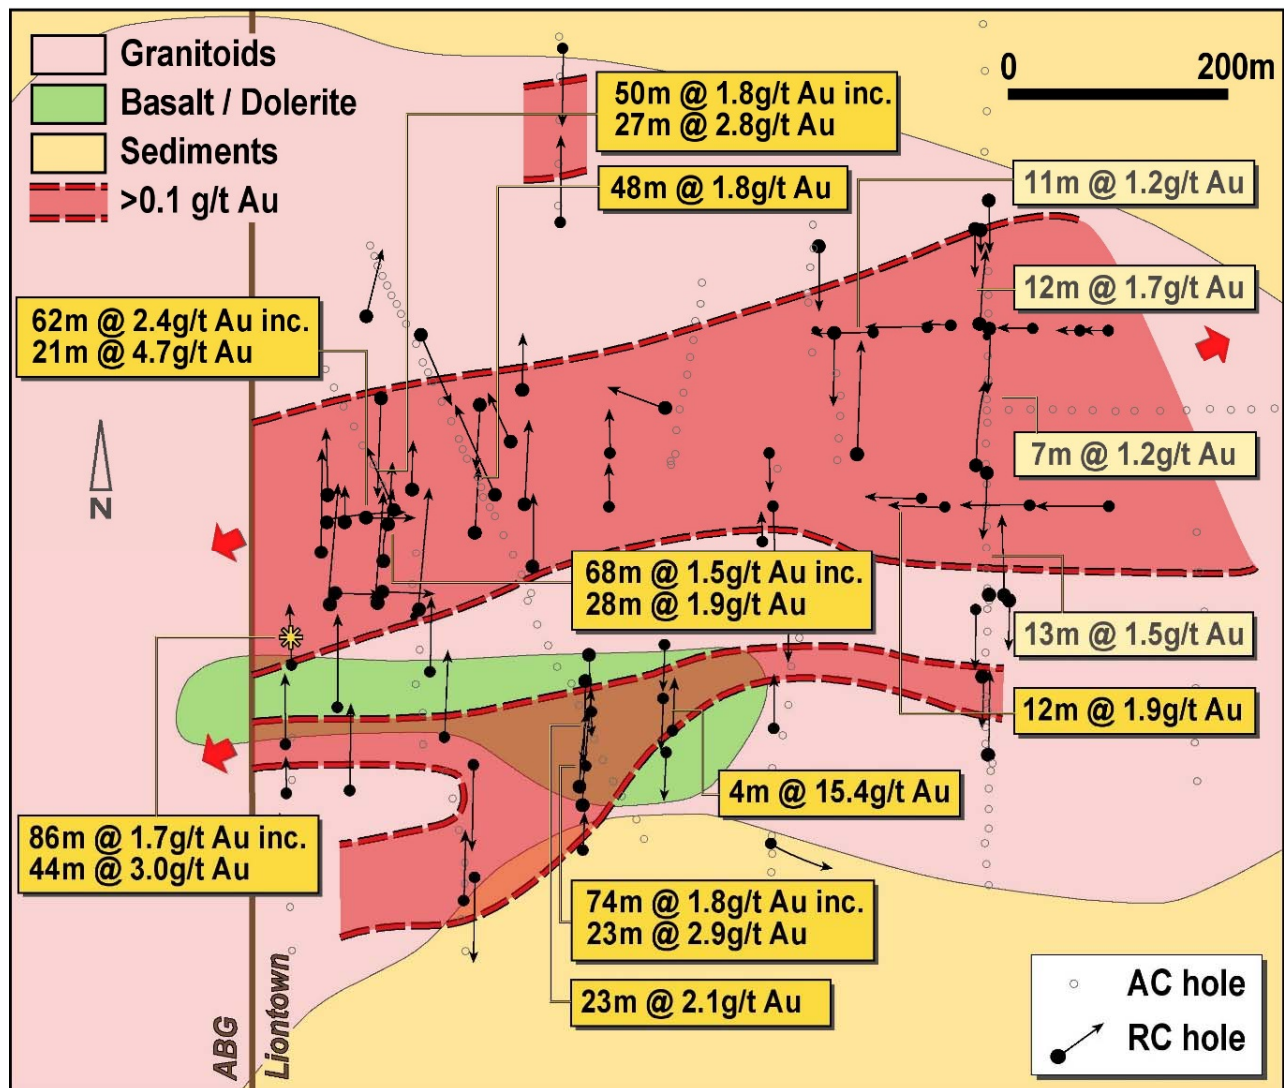 Granitoids
Basalt / Dolerite
Sediments
>0.1 g/t Au
0 200m
50m @ 1.8g/t Au inc.
27m @ 2.8g/t Au
48m @ 1.8g/t Au
11m @ 1.2g/t Au
12m @ 1.7g/t Au
62m @ 2.4g/t Au inc.
21m @ 4.7g/t Au
7m @ 1.2g/t Au
N
68m @ 1.5g/t Au inc.
28m @ 1.9g/t Au
13m @ 1.5g/t Au
12m @ 1.9g/t Au
4m @ 15.4g/t Au
86m @ 1.7g/t Au inc.
44m @ 3.0g/t Au
74m @ 1.8g/t Au inc.
23m @ 2.9g/t Au
23m @ 2.1g/t Au
ABG
Liontown
AC hole
RC hole